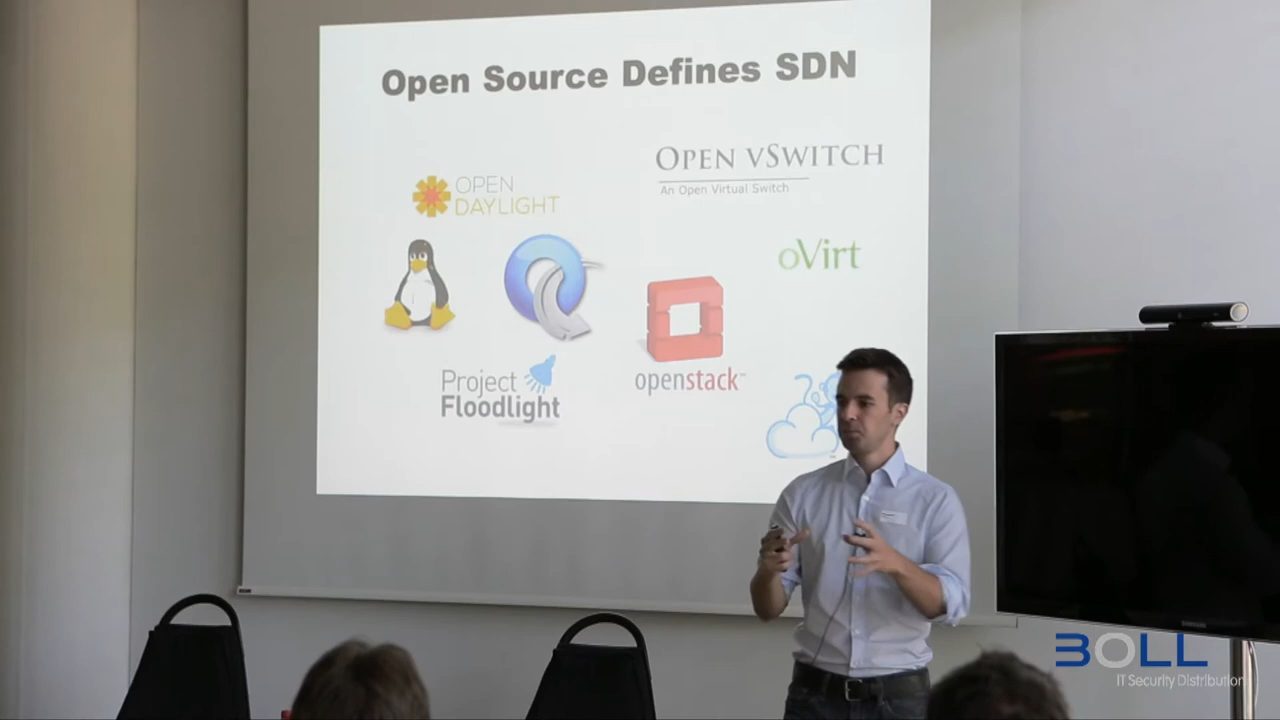 Open Source Defines SDN
OPEN VSWITCH
An Open Virtual Switch
OPEN
DAYLIGHT
oVirt
openstack™
Project
Floodlight
BOLL
IT Security Distribution